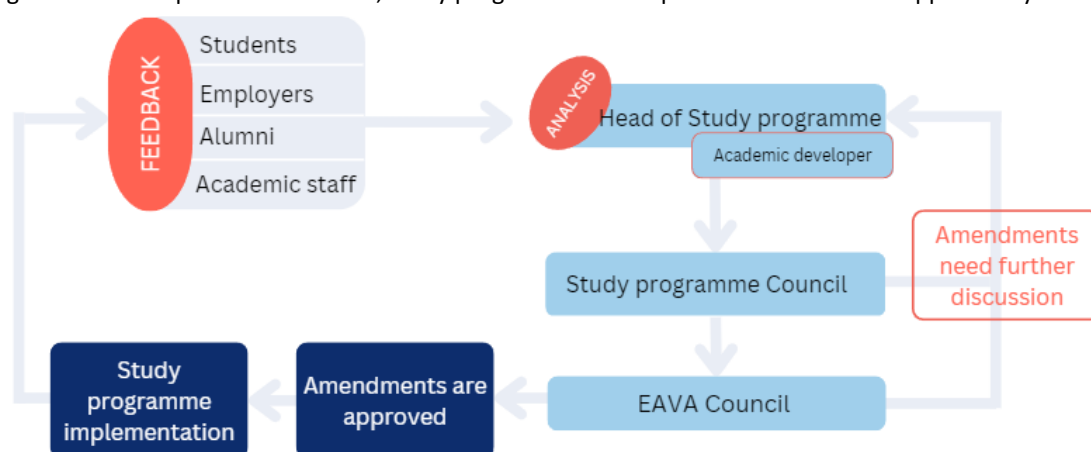 FEEDBACK
Students
Employers
Alumni
Academic staff
ANALYSIS
Head of Study programme
Academic developer
Study programme Council
Amendments
need further
discussion
EAVA Council
Amendments are
approved
Study
programme
implementation